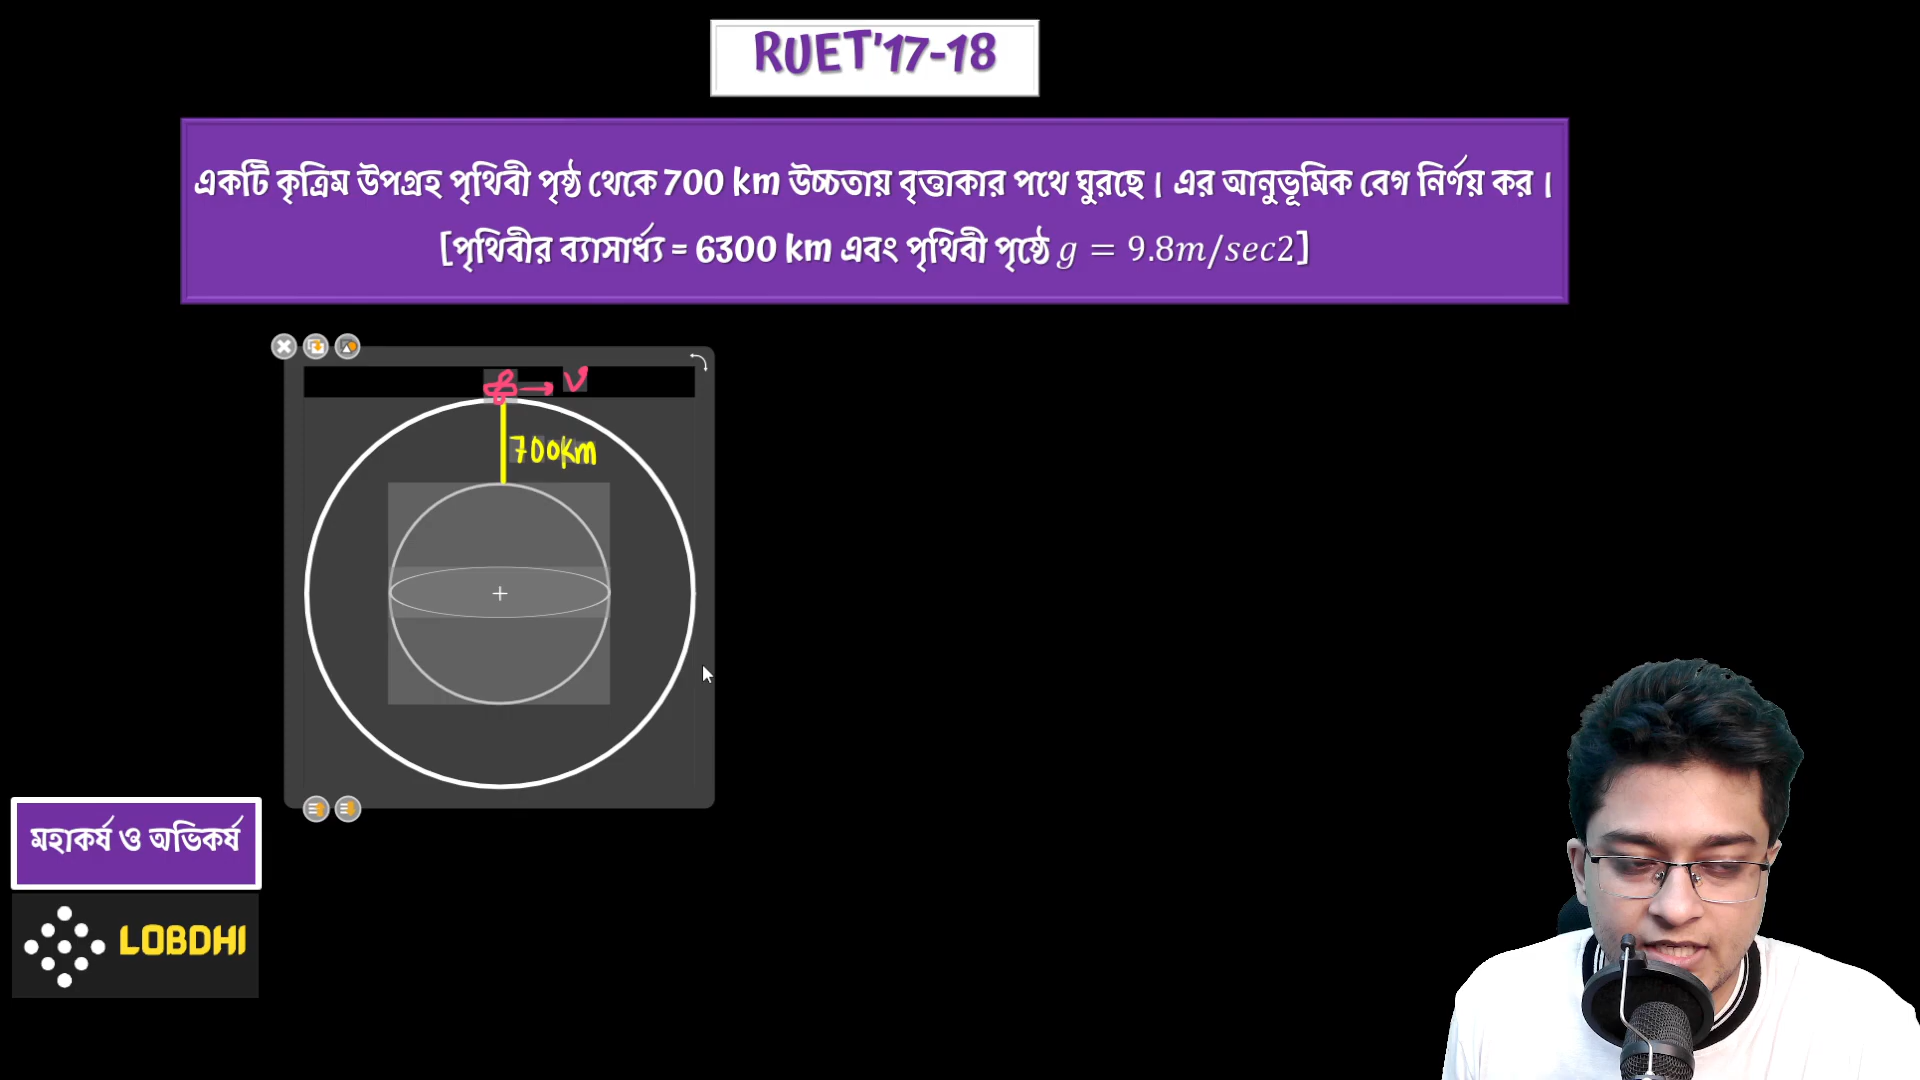 RUET'17-18
একটি কৃত্রিম উপগ্রহ পৃথিবী পৃষ্ঠ থেকে 700 km উচ্চতায় বৃত্তাকার পথে ঘুরছে। এর আনুভূমিক বেগ নির্ণয় কর।
[পৃথিবীর ব্যাসার্ধ্য = 6300 km এবং পৃথিবী পৃষ্ঠে g = 9.8m/sec2]
v
700km
মহাকর্ষ ও অভিকর্ষ
LOBDHI